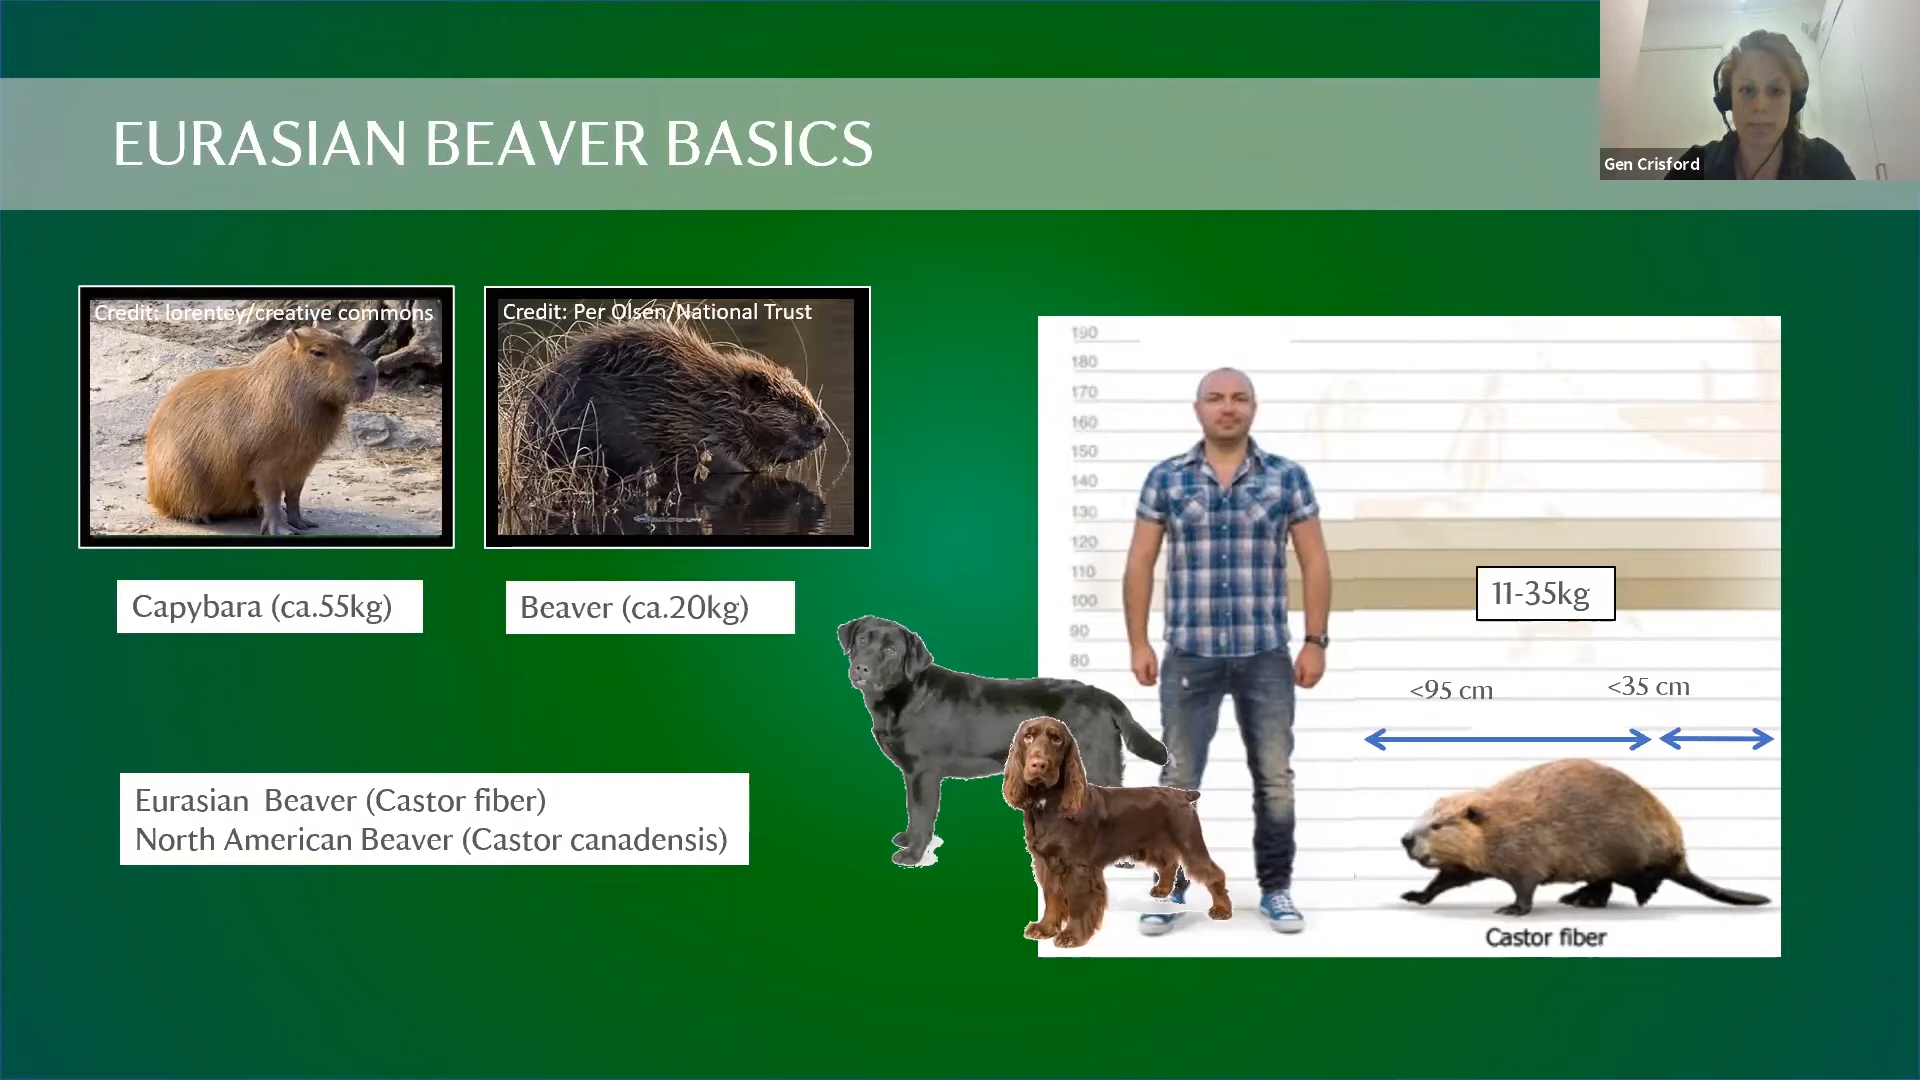 EURASIAN BEAVER BASICS
Gen Crisford
Credit: lorentey/creative commons
Credit: Per Olsen/National Trust
Capybara (ca.55kg)
Beaver (ca.20kg)
Eurasian  Beaver (Castor fiber)
North American Beaver (Castor canadensis)
190
180
170
160
150
140
130
120
110
100
90
80
11-35kg
<95 cm
<35 cm
Castor fiber